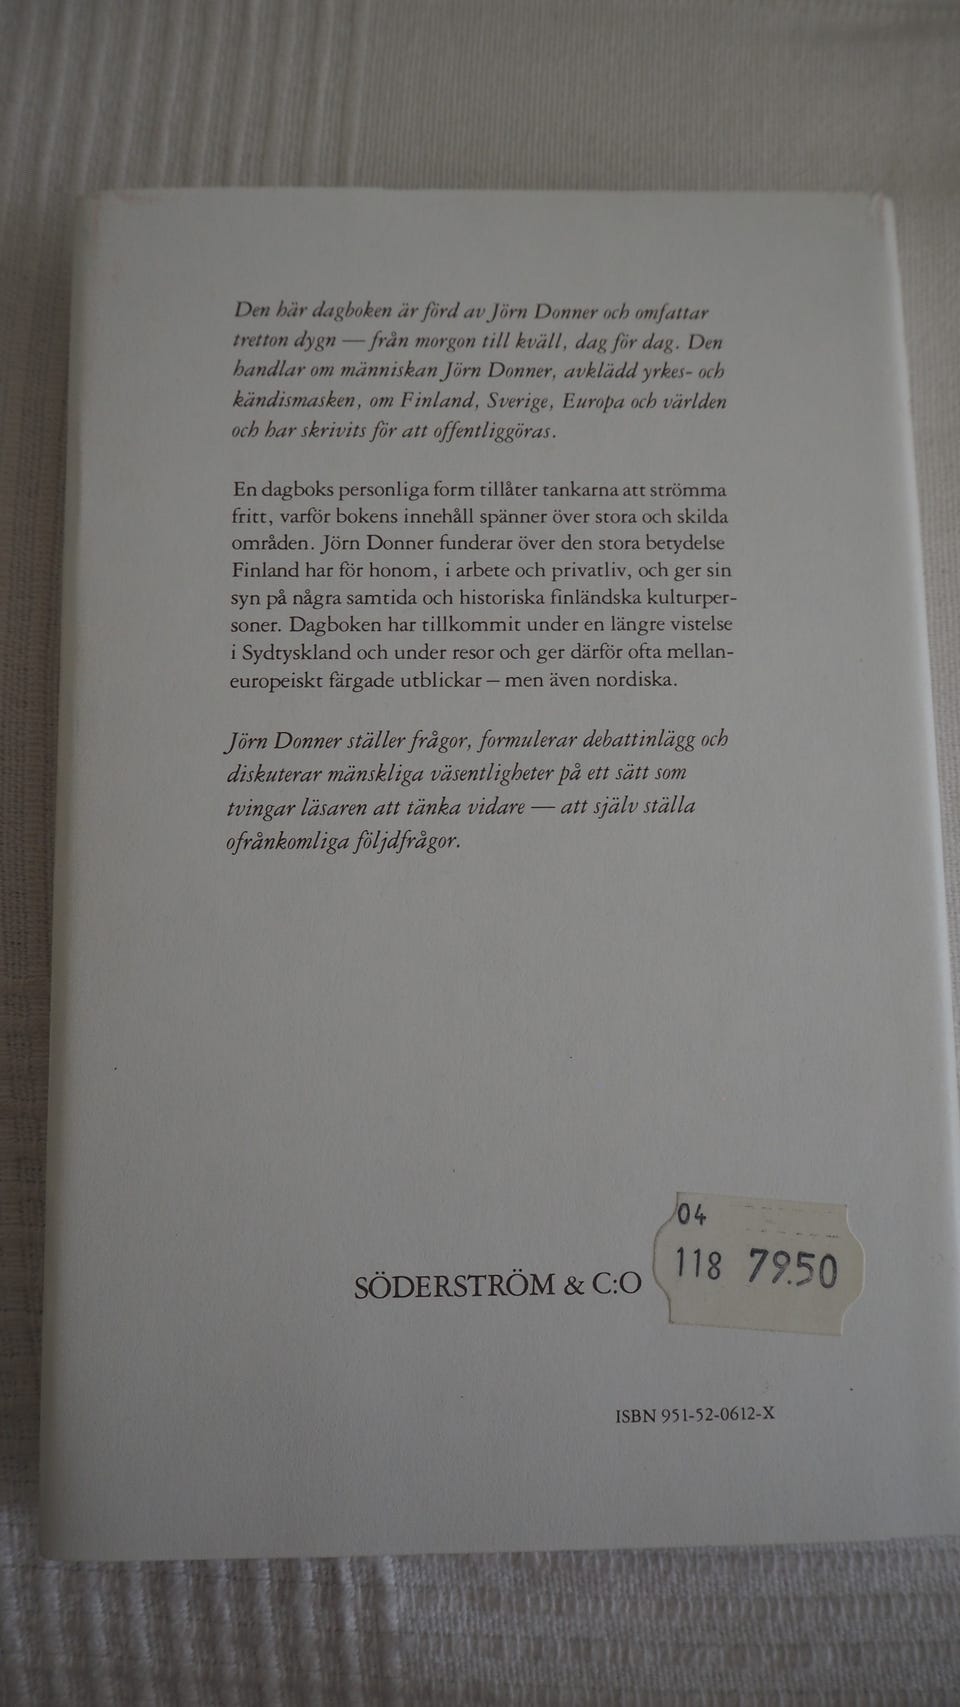 Den här dagboken är förd av Jörn Donner och omfattar
tretton dygn — från morgon till kväll, dag för dag. Den
handlar om människan Jörn Donner, avklädd yrkes- och
kändismasken, om Finland, Sverige, Europa och världen
och har skrivits för att offentliggöras.
En dagboks personliga form tillåter tankarna att strömma
fritt, varför bokens innehåll spänner över stora och skilda
områden. Jörn Donner funderar över den stora betydelse
Finland har för honom, i arbete och privatliv, och ger sin
syn på några samtida och historiska finländska kulturper-
soner. Dagboken har tillkommit under en längre vistelse
i Sydtyskland och under resor och ger därför ofta mellan-
europeiskt färgade utblickar – men även nordiska.
Jörn Donner ställer frågor, formulerar debattinlägg och
diskuterar mänskliga väsentligheter på ett sätt som
tvingar läsaren att tänka vidare — att själv ställa
ofrånkomliga följdfrågor.
04
118 79.50
SÖDERSTRÖM & C:O
ISBN 951-52-0612-X